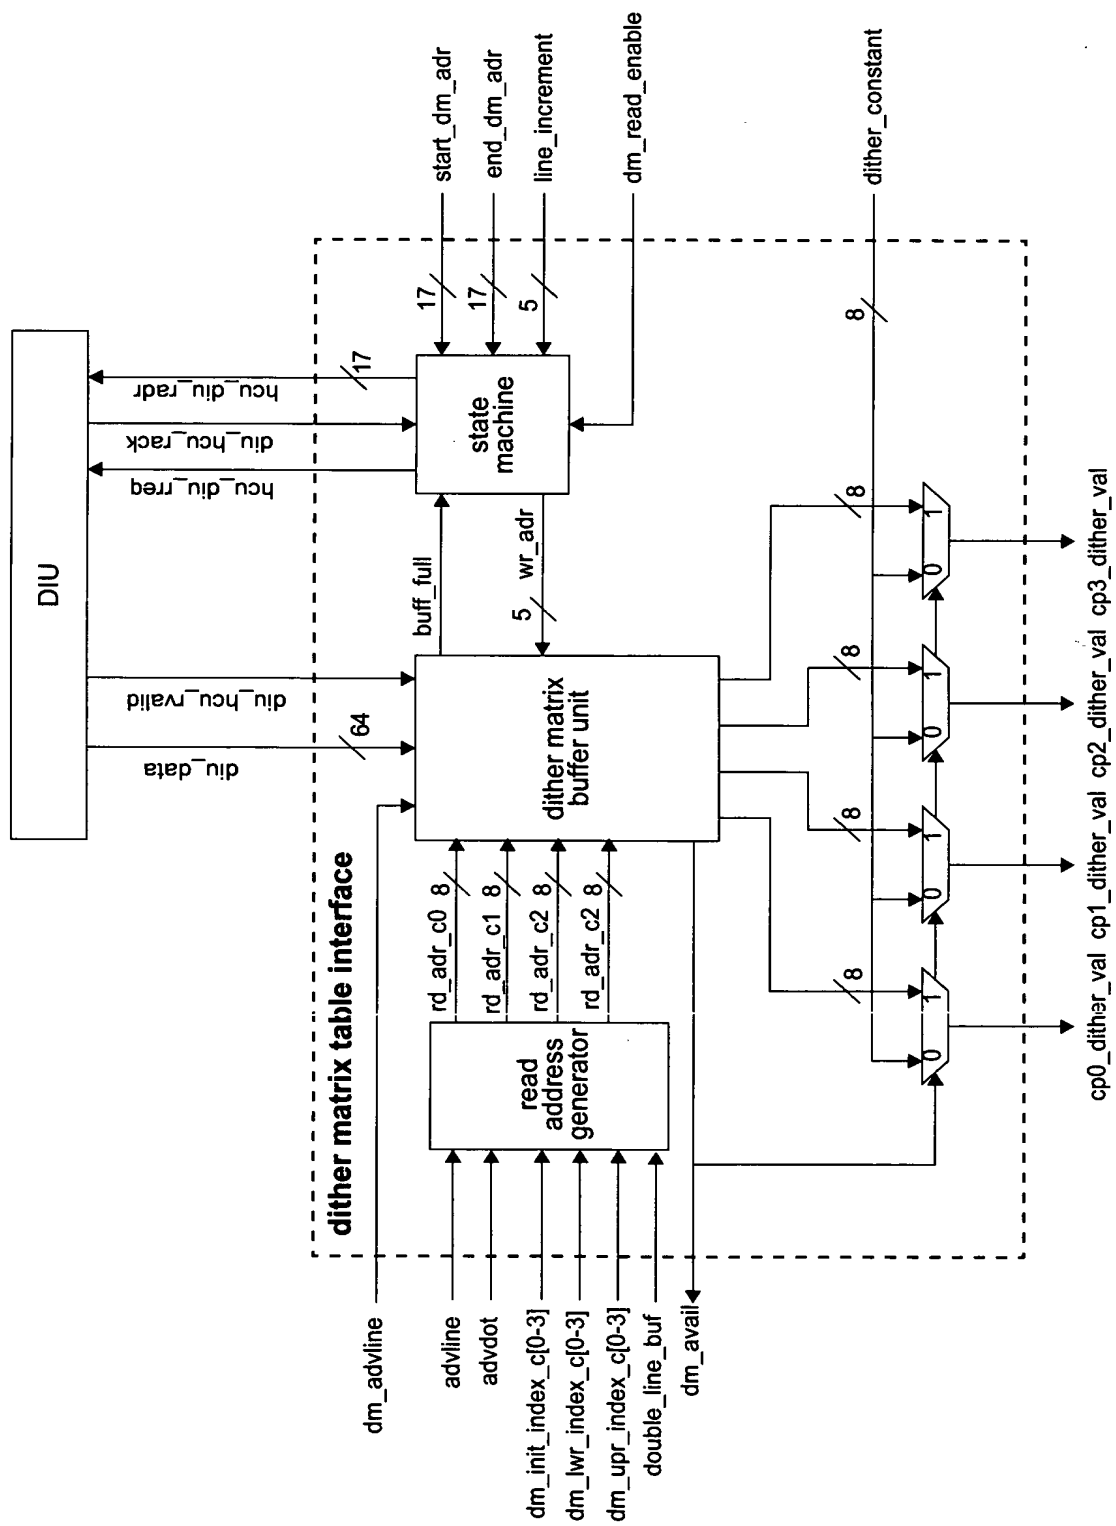 DIU
hcu_diu_radr
17
diu_hcu_rack
hcu_diu_rreq
diu_hcu_rvalid
diu_data
64
dither matrix table interface
start_dm_adr
17
end_dm_adr
17
line_increment
5
dm_read_enable
state
machine
buff_full
wr_adr
5
dither matrix
buffer unit
dm_advline
rd_adr_c0
8
rd_adr_c1
8
rd_adr_c2
8
rd_adr_c2
8
read
address
generator
advline
advdot
dm_init_index_c[0-3]
dm_lwr_index_c[0-3]
dm_upr_index_c[0-3]
double_line_buf
dm_avail
dither_constant
8
8
8
8
8
0
1
0
1
0
1
0
1
cp0_dither_val
cp1_dither_val
cp2_dither_val
cp3_dither_val